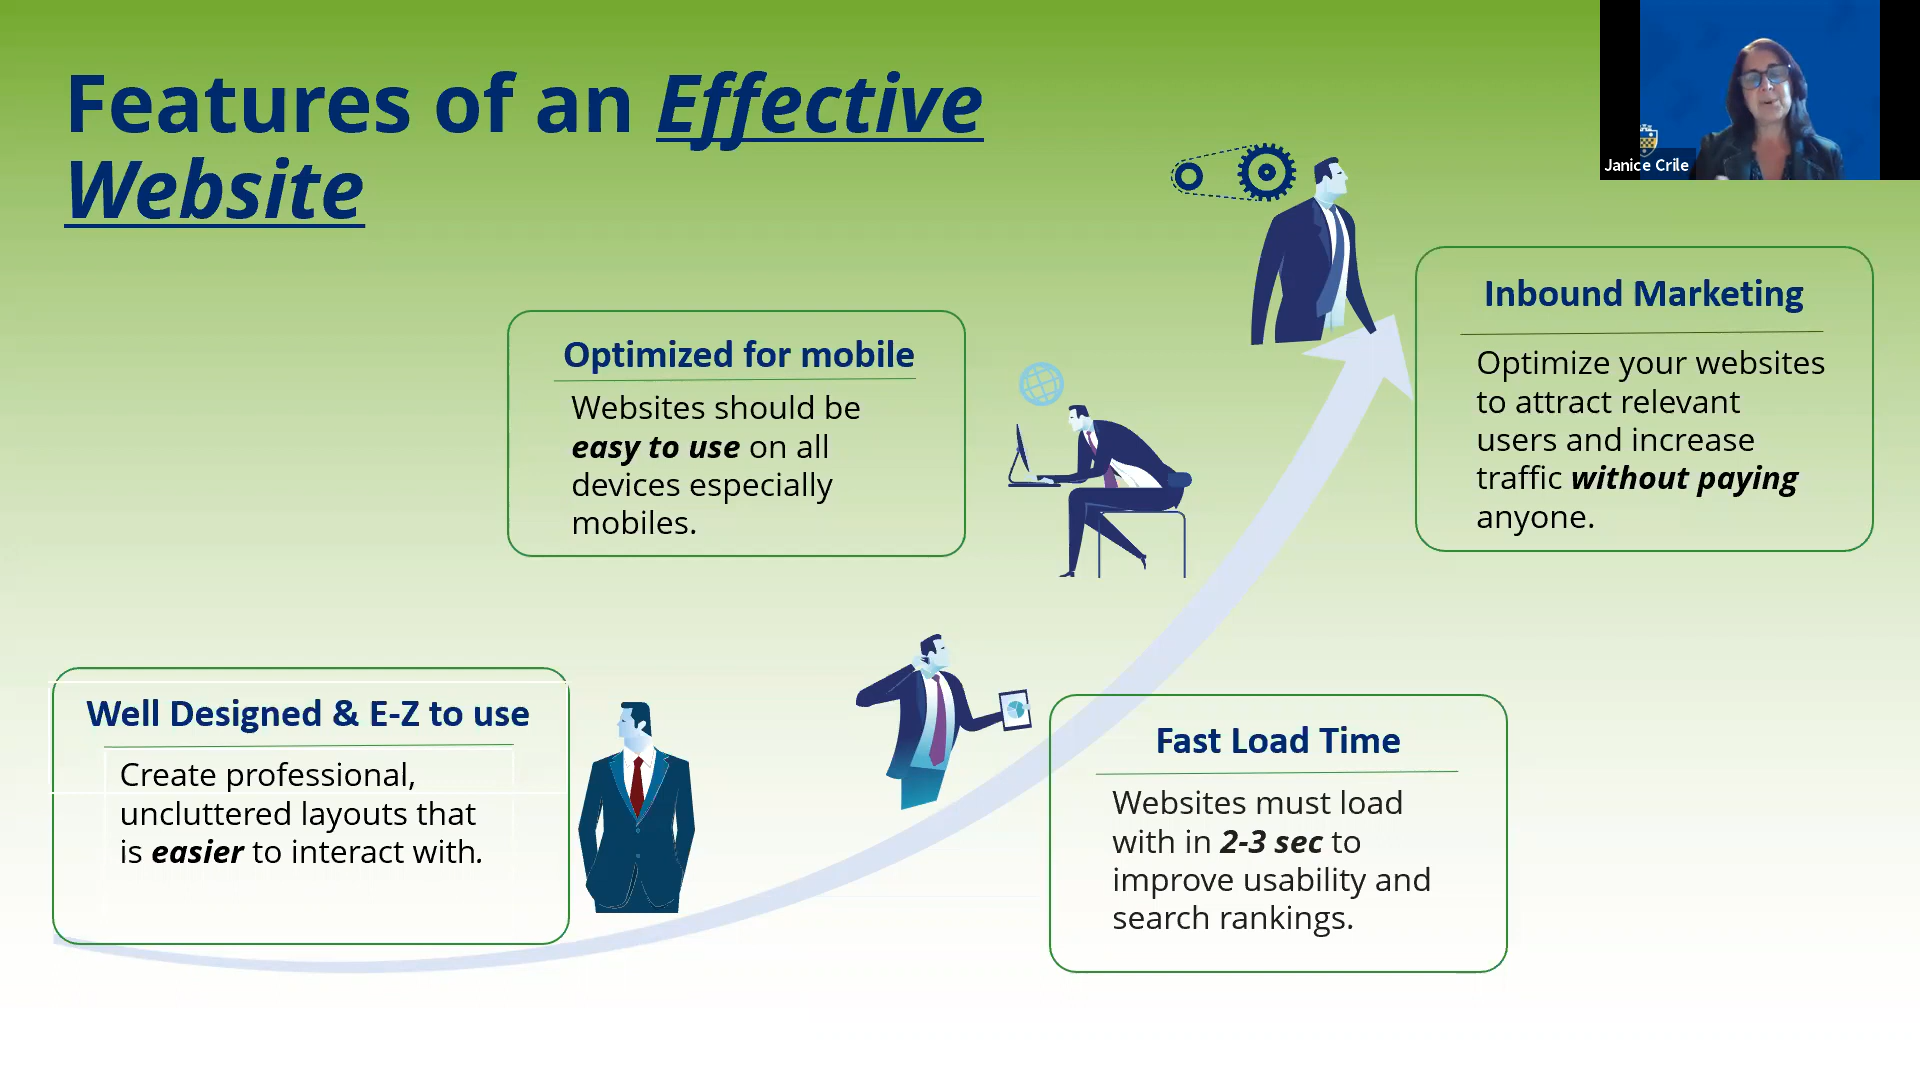 Features of an Effective
Website
Janice Crile
Inbound Marketing
Optimize your websites
to attract relevant
users and increase
traffic without paying
anyone.
Optimized for mobile
Websites should be
easy to use on all
devices especially
mobiles.
Well Designed & E-Z to use
Create professional,
uncluttered layouts that
is easier to interact with.
Fast Load Time
Websites must load
with in 2-3 sec to
improve usability and
search rankings.